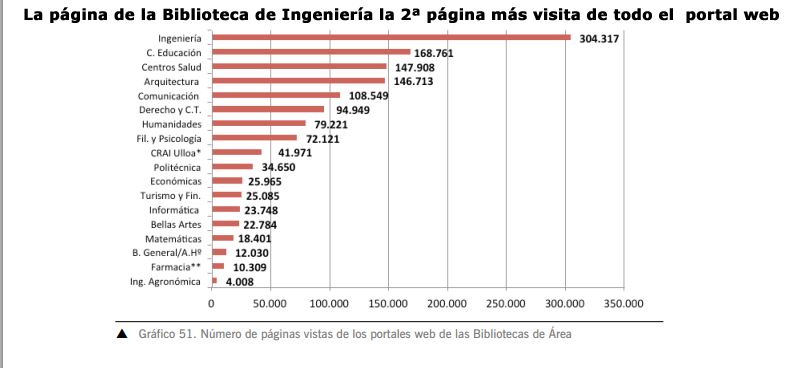 La página de la Biblioteca de Ingeniería la 2ª página más visita de todo el portal web
Ingeniería 304.317
C. Educación 168.761
Centros Salud 147.908
Arquitectura 146.713
Comunicación 108.549
Derecho y C.T. 94.949
Humanidades 79.221
Fil. y Psicología 72.121
CRAI Ulloa* 41.971
Politécnica 34.650
Económicas 25.965
Turismo y Fin. 25.085
Informática 23.748
Bellas Artes 22.784
Matemáticas 18.401
B. General/A.Hº 12.030
Farmacia** 10.309
Ing. Agronómica 4.008
0 50.000 100.000 150.000 200.000 250.000 300.000 350.000
▲ Gráfico 51. Número de páginas vistas de los portales web de las Bibliotecas de Área